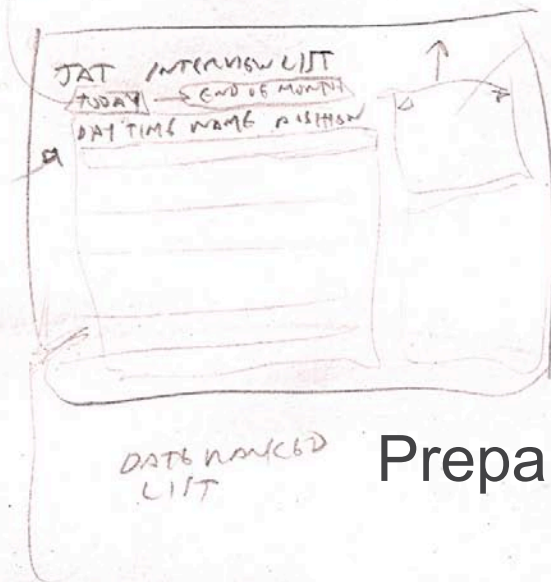 JAT INTERVIEW LIST
TODAY → END OF MONTH
DAY TIME NAME POSITION
DATE RANKED
LIST
Prepa